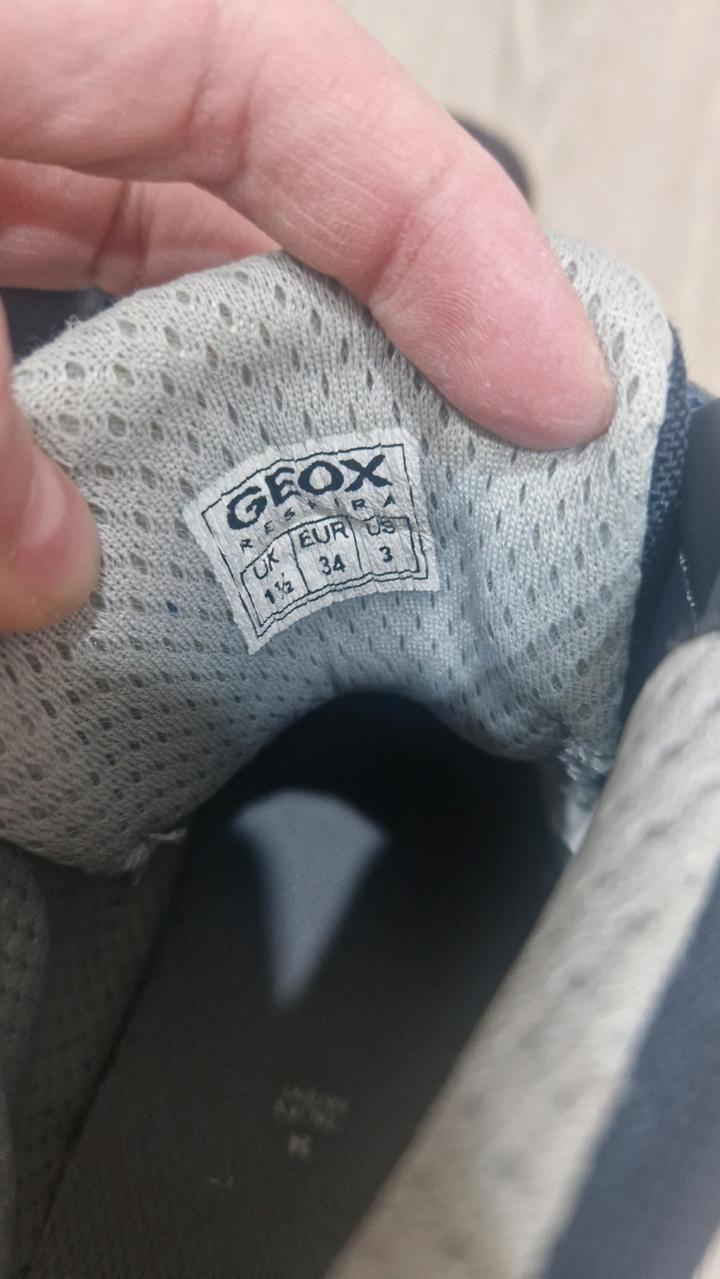 GEOX
RESPIRA
UK EUR US
1½ 34 3